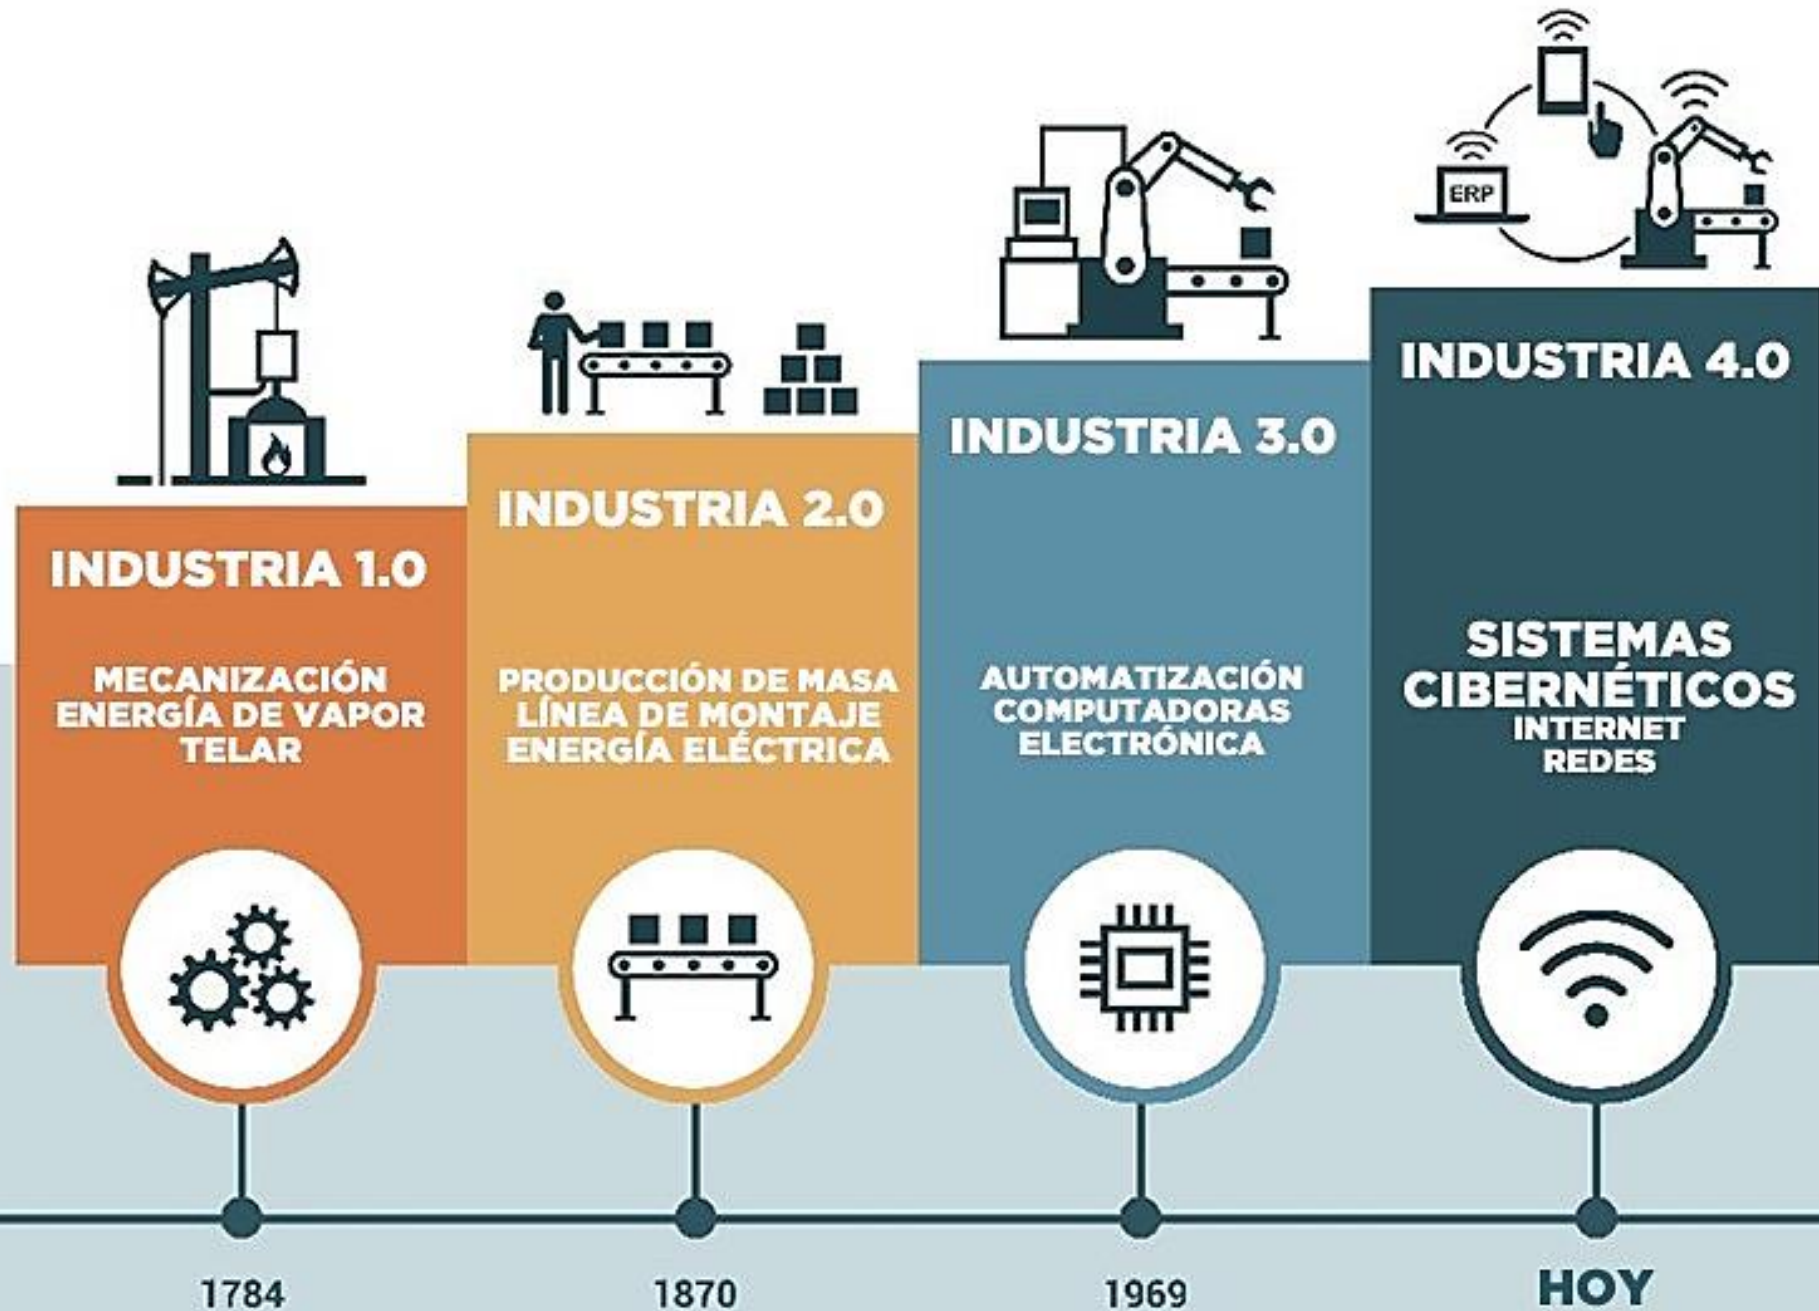 ERP
INDUSTRIA 1.0
MECANIZACIÓN
ENERGÍA DE VAPOR
TELAR
1784
INDUSTRIA 2.0
PRODUCCIÓN DE MASA
LÍNEA DE MONTAJE
ENERGÍA ELÉCTRICA
1870
INDUSTRIA 3.0
AUTOMATIZACIÓN
COMPUTADORAS
ELECTRÓNICA
1969
INDUSTRIA 4.0
SISTEMAS
CIBERNÉTICOS
INTERNET
REDES
HOY